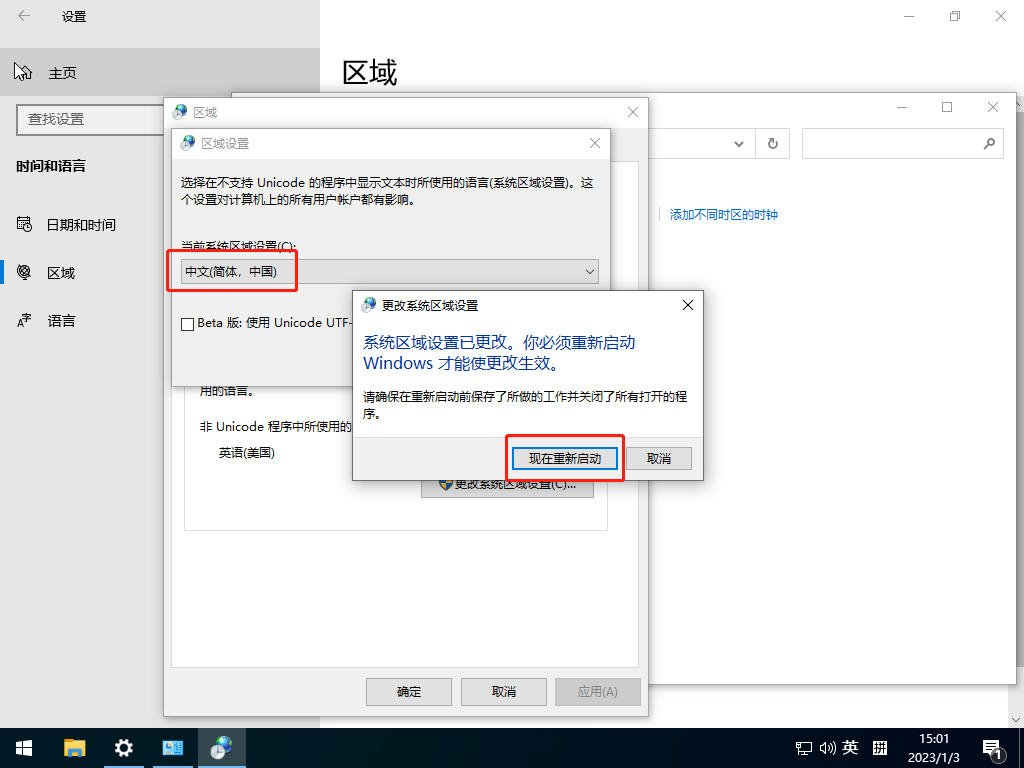 设置
主页
查找设置
时间和语言
日期和时间
区域
语言
区域
添加不同时区的时钟
区域
区域设置
选择在不支持 Unicode 的程序中显示文本时所使用的语言(系统区域设置)。这
个设置对计算机上的所有用户帐户都有影响。
当前系统区域设置(C):
中文(简体，中国)
Beta 版: 使用 Unicode UTF-
用的语言。
非 Unicode 程序中所使用的
英语(美国)
更改系统区域设置(C)...
更改系统区域设置
系统区域设置已更改。你必须重新启动
Windows 才能使更改生效。
请确保在重新启动前保存了所做的工作并关闭了所有打开的程
序。
现在重新启动
取消
确定
取消
应用(A)
英
拼
15:01
2023/1/3
1